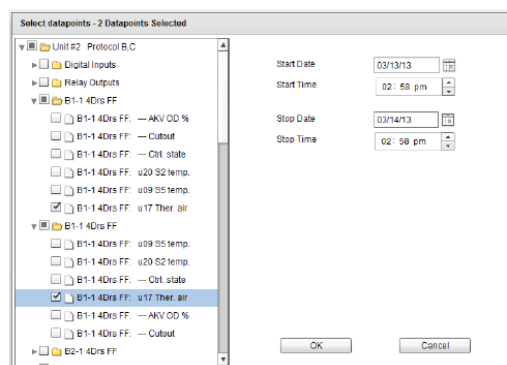 Select datapoints - 2 Datapoints Selected
Unit #2 Protocol B,C
Digital Inputs
Relay Outputs
B1-1 4Drs FF
B1-1 4Drs FF: --- AKV OD %
B1-1 4Drs FF: --- Cutout
B1-1 4Drs FF: --- Ctrl. state
B1-1 4Drs FF: u20 S2 temp.
B1-1 4Drs FF: u09 S5 temp.
B1-1 4Drs FF: u17 Ther. air
B1-1 4Drs FF
B1-1 4Drs FF: u09 S5 temp.
B1-1 4Drs FF: u20 S2 temp.
B1-1 4Drs FF: --- Ctrl. state
B1-1 4Drs FF: u17 Ther. air
B1-1 4Drs FF: --- AKV OD %
B1-1 4Drs FF: --- Cutout
B2-1 4Drs FF
Start Date 03/13/13
Start Time 02: 58 pm
Stop Date 03/14/13
Stop Time 02: 58 pm
OK Cancel